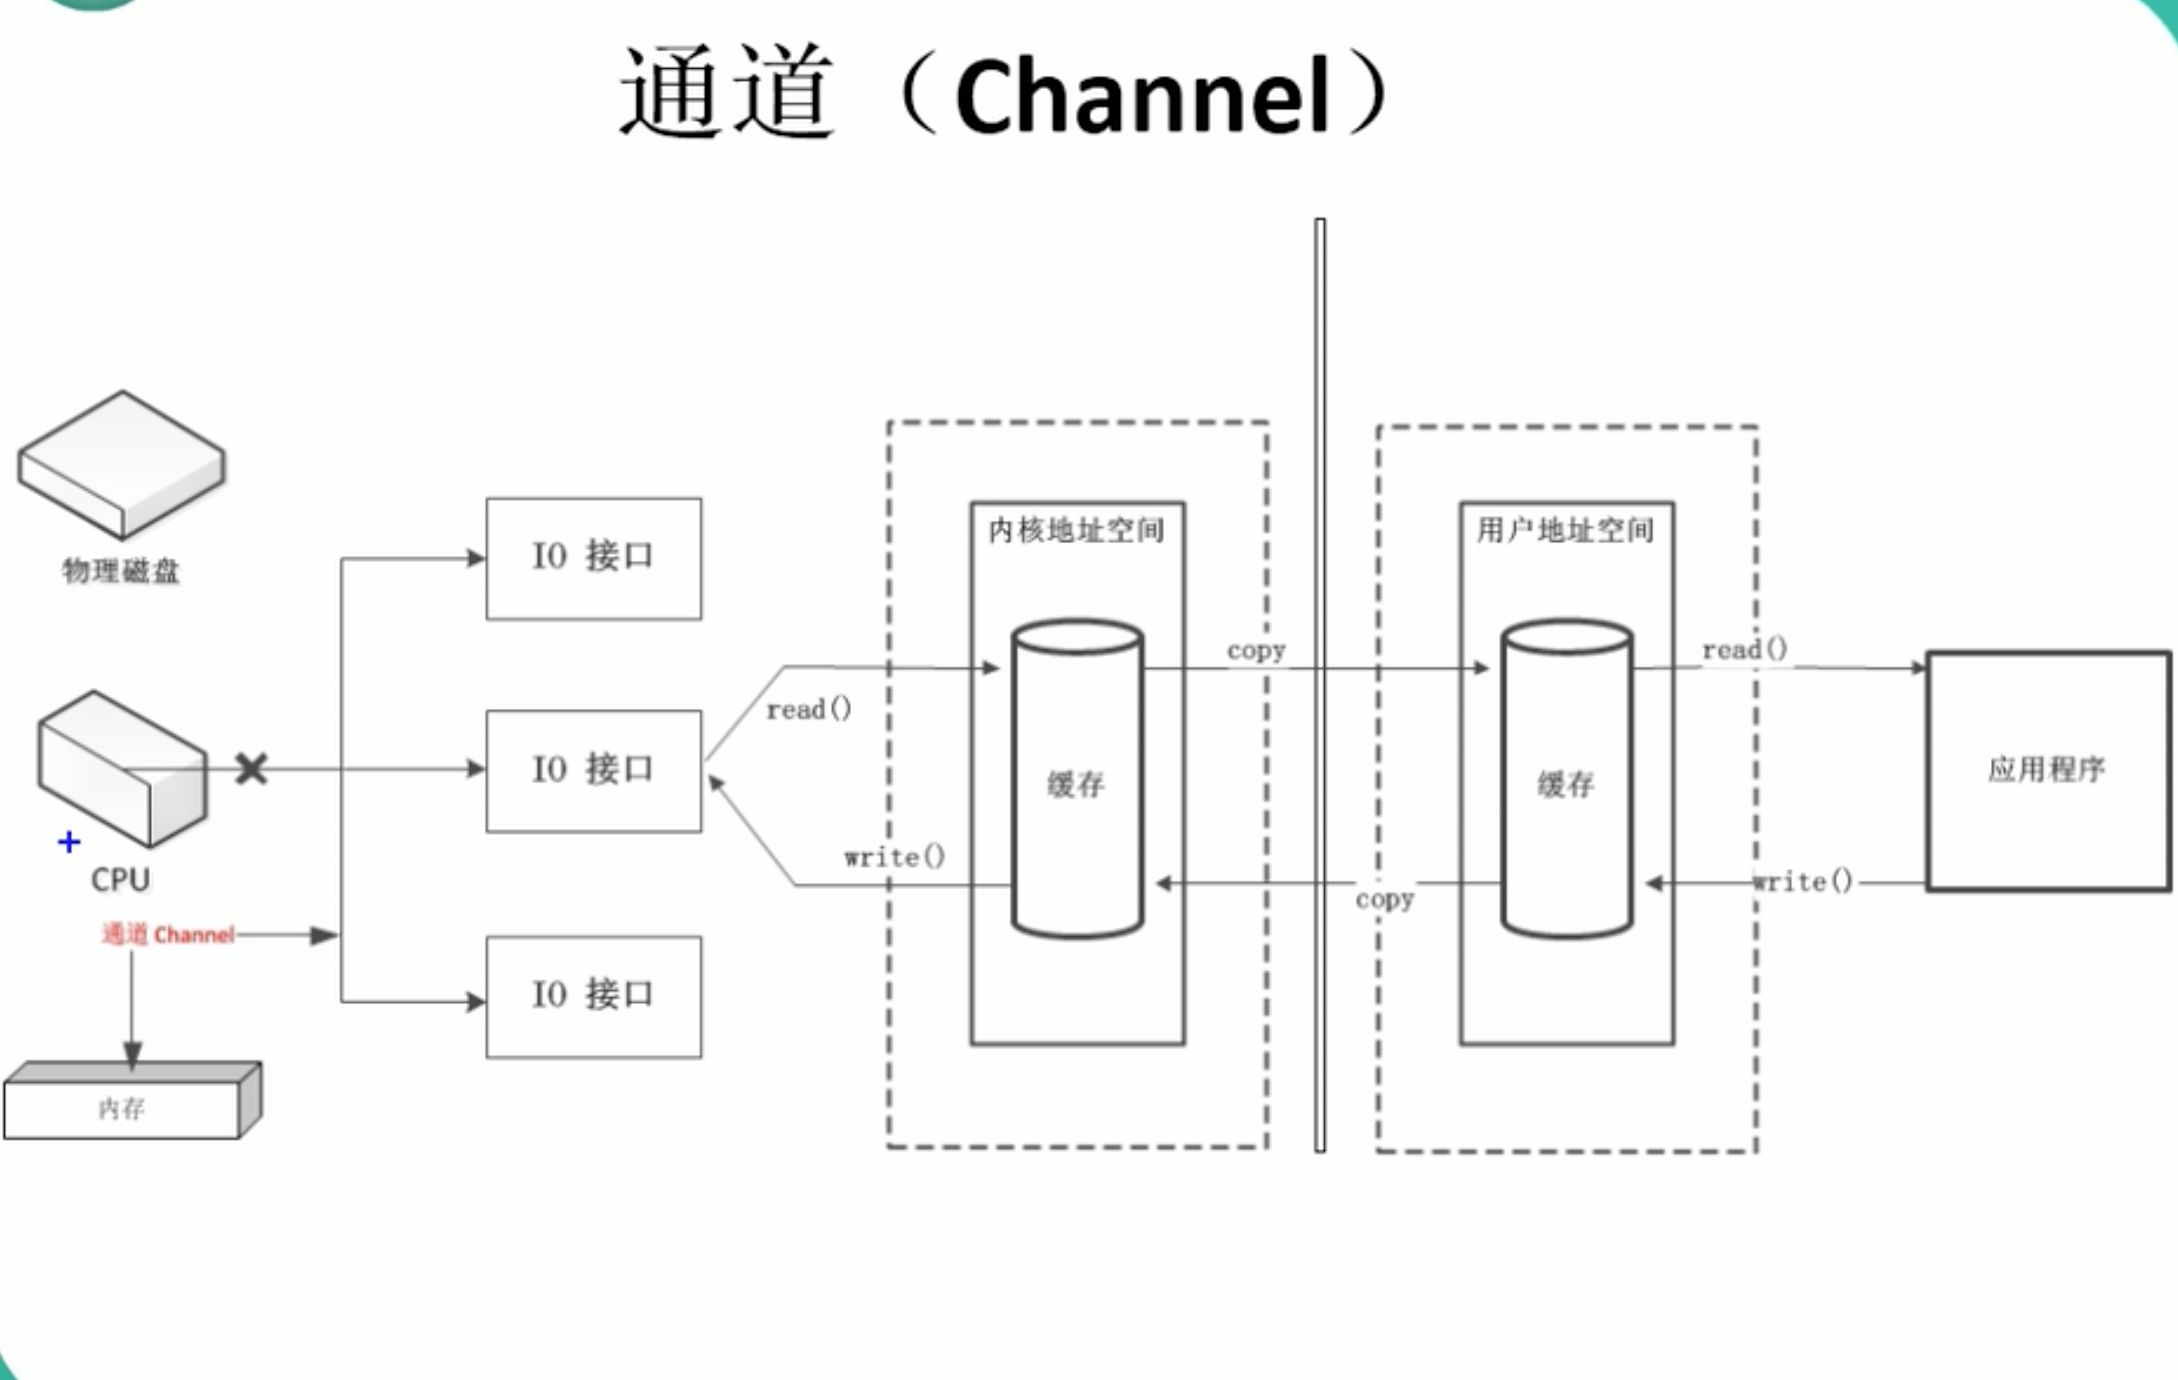 通道（Channel）
物理磁盘
CPU
通道 Channel
内存
IO 接口
IO 接口
IO 接口
read()
write()
内核地址空间
缓存
copy
copy
用户地址空间
缓存
read()
write()
应用程序